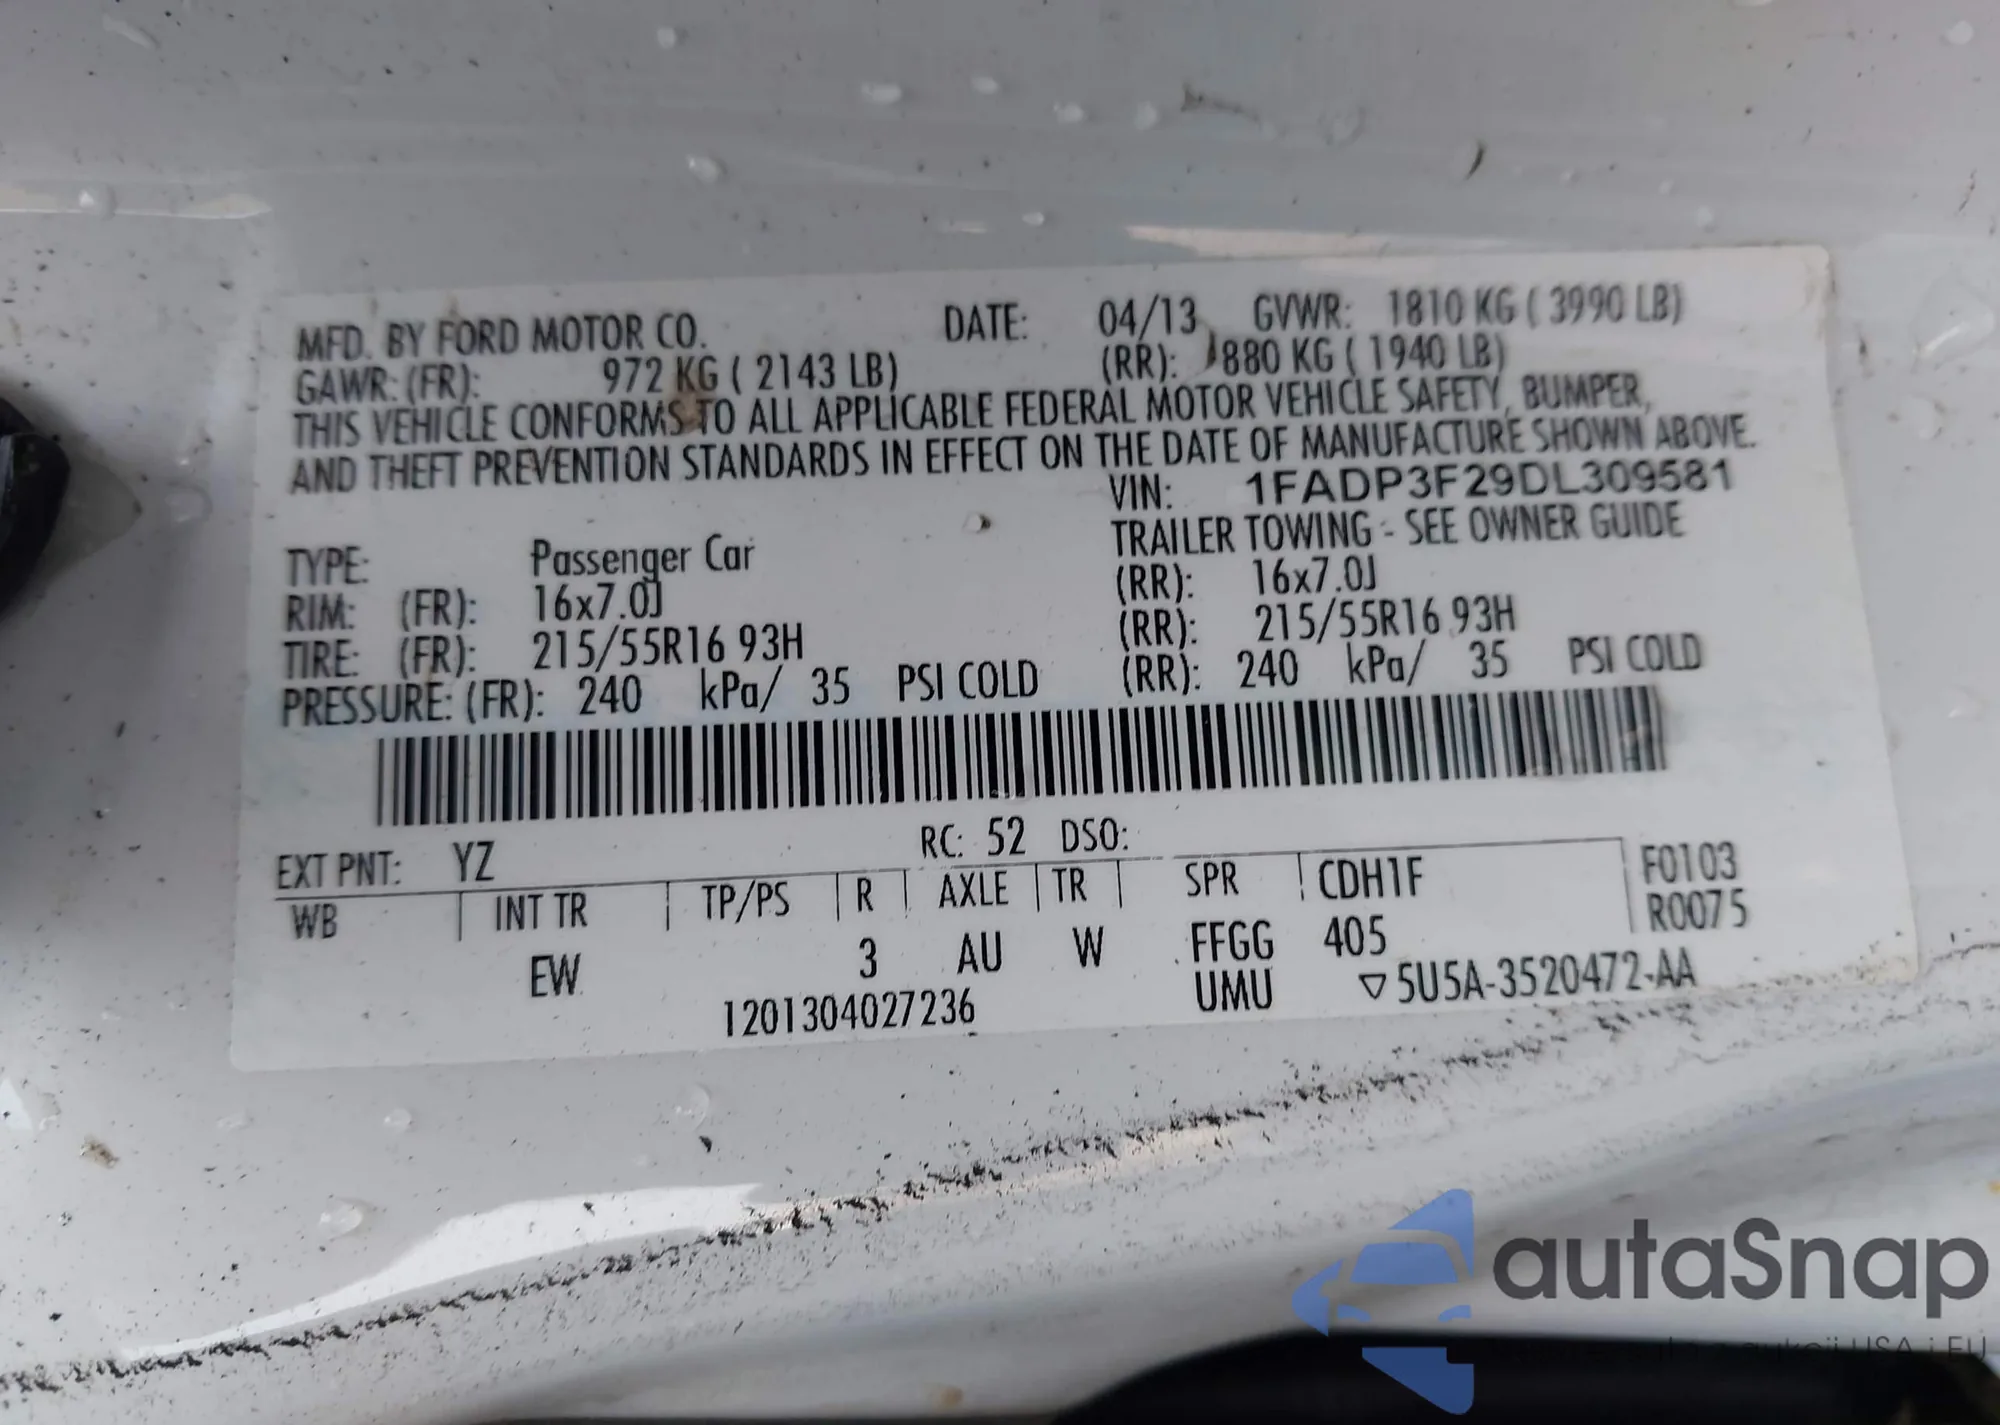 MFD. BY FORD MOTOR CO. DATE: 04/13 GVWR: 1810 KG ( 3990 LB)
GAWR: (FR): 972 KG ( 2143 LB) (RR): 880 KG ( 1940 LB)
THIS VEHICLE CONFORMS TO ALL APPLICABLE FEDERAL MOTOR VEHICLE SAFETY, BUMPER,
AND THEFT PREVENTION STANDARDS IN EFFECT ON THE DATE OF MANUFACTURE SHOWN ABOVE.
VIN: 1FADP3F29DL309581
TRAILER TOWING - SEE OWNER GUIDE
TYPE: Passenger Car
RIM: (FR): 16x7.0J (RR): 16x7.0J
TIRE: (FR): 215/55R16 93H (RR): 215/55R16 93H
PRESSURE: (FR): 240 kPa/ 35 PSI COLD (RR): 240 kPa/ 35 PSI COLD
EXT PNT: YZ RC: 52 DSO:
WB INT TR TP/PS R AXLE TR SPR CDH1F F0103
R0075
EW 3 AU W FFGG 405
1201304027236 UMU ▽5U5A-3520472-AA
autaSnap
aukcji USA i EU